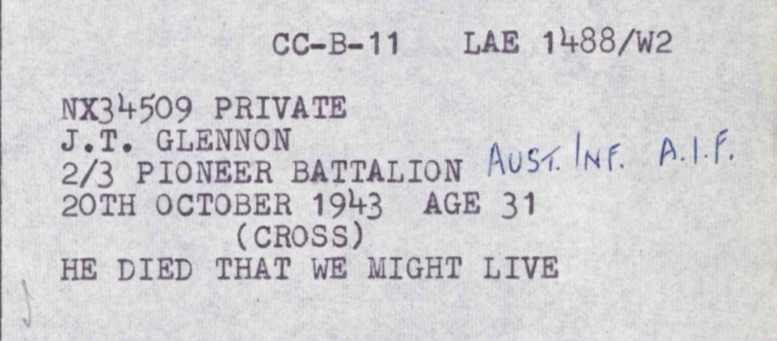 CC-B-11 LAE 1488/W2
NX34509 PRIVATE
J.T. GLENNON
2/3 PIONEER BATTALION AUST. INF. A.I.F.
20TH OCTOBER 1943 AGE 31
(CROSS)
HE DIED THAT WE MIGHT LIVE